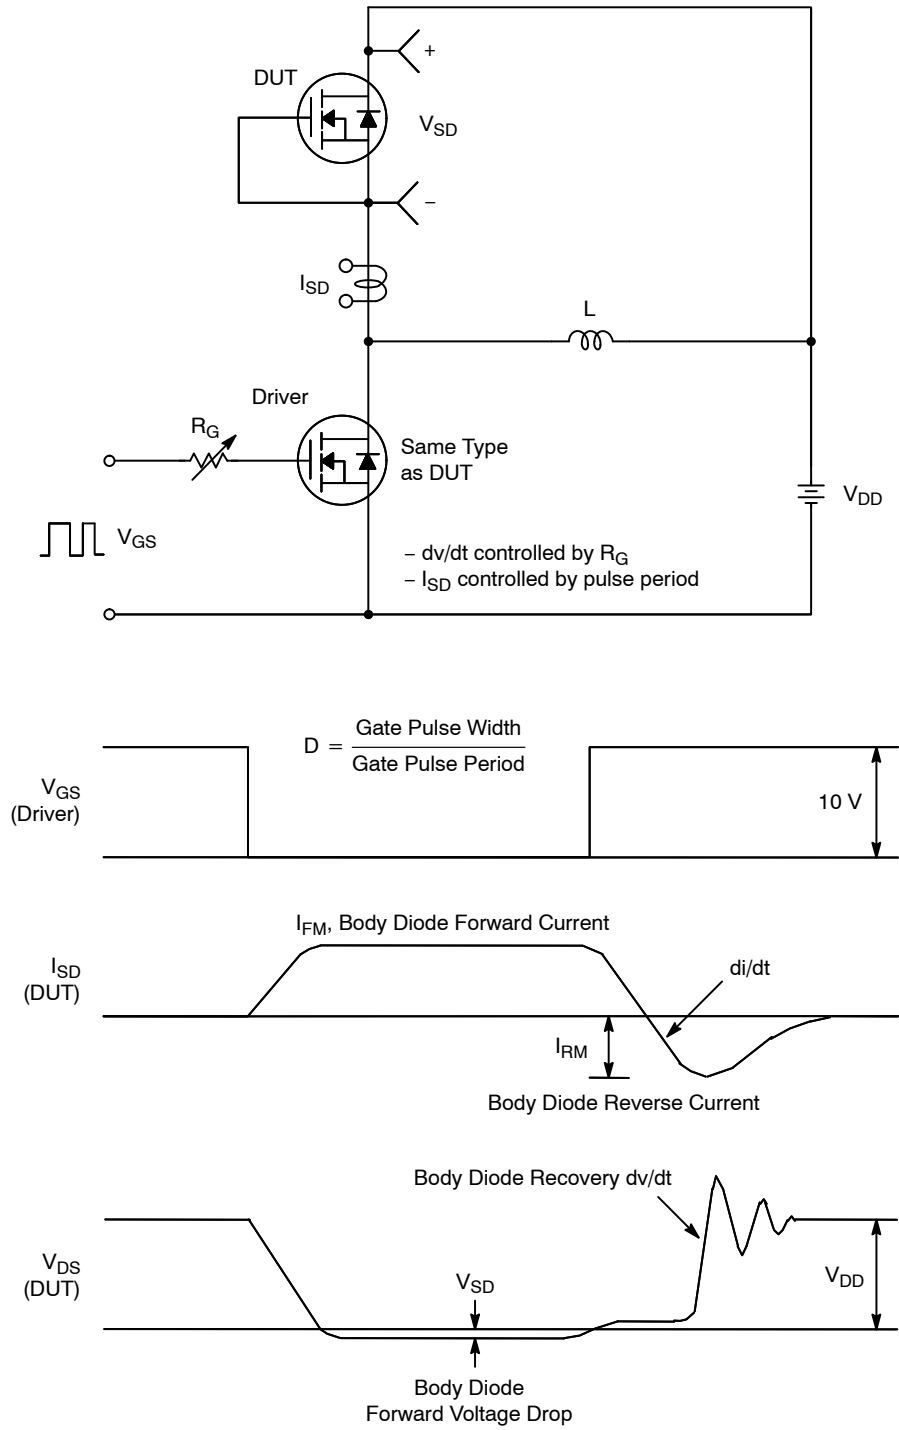 +
DUT
V_SD
−
I_SD
L
Driver
R_G
Same Type
as DUT
V_DD
V_GS
− dv/dt controlled by R_G
− I_SD controlled by pulse period
D = Gate Pulse Width
Gate Pulse Period
V_GS
(Driver)
10 V
I_FM, Body Diode Forward Current
I_SD
(DUT)
di/dt
I_RM
Body Diode Reverse Current
Body Diode Recovery dv/dt
V_DS
(DUT)
V_SD
V_DD
Body Diode
Forward Voltage Drop